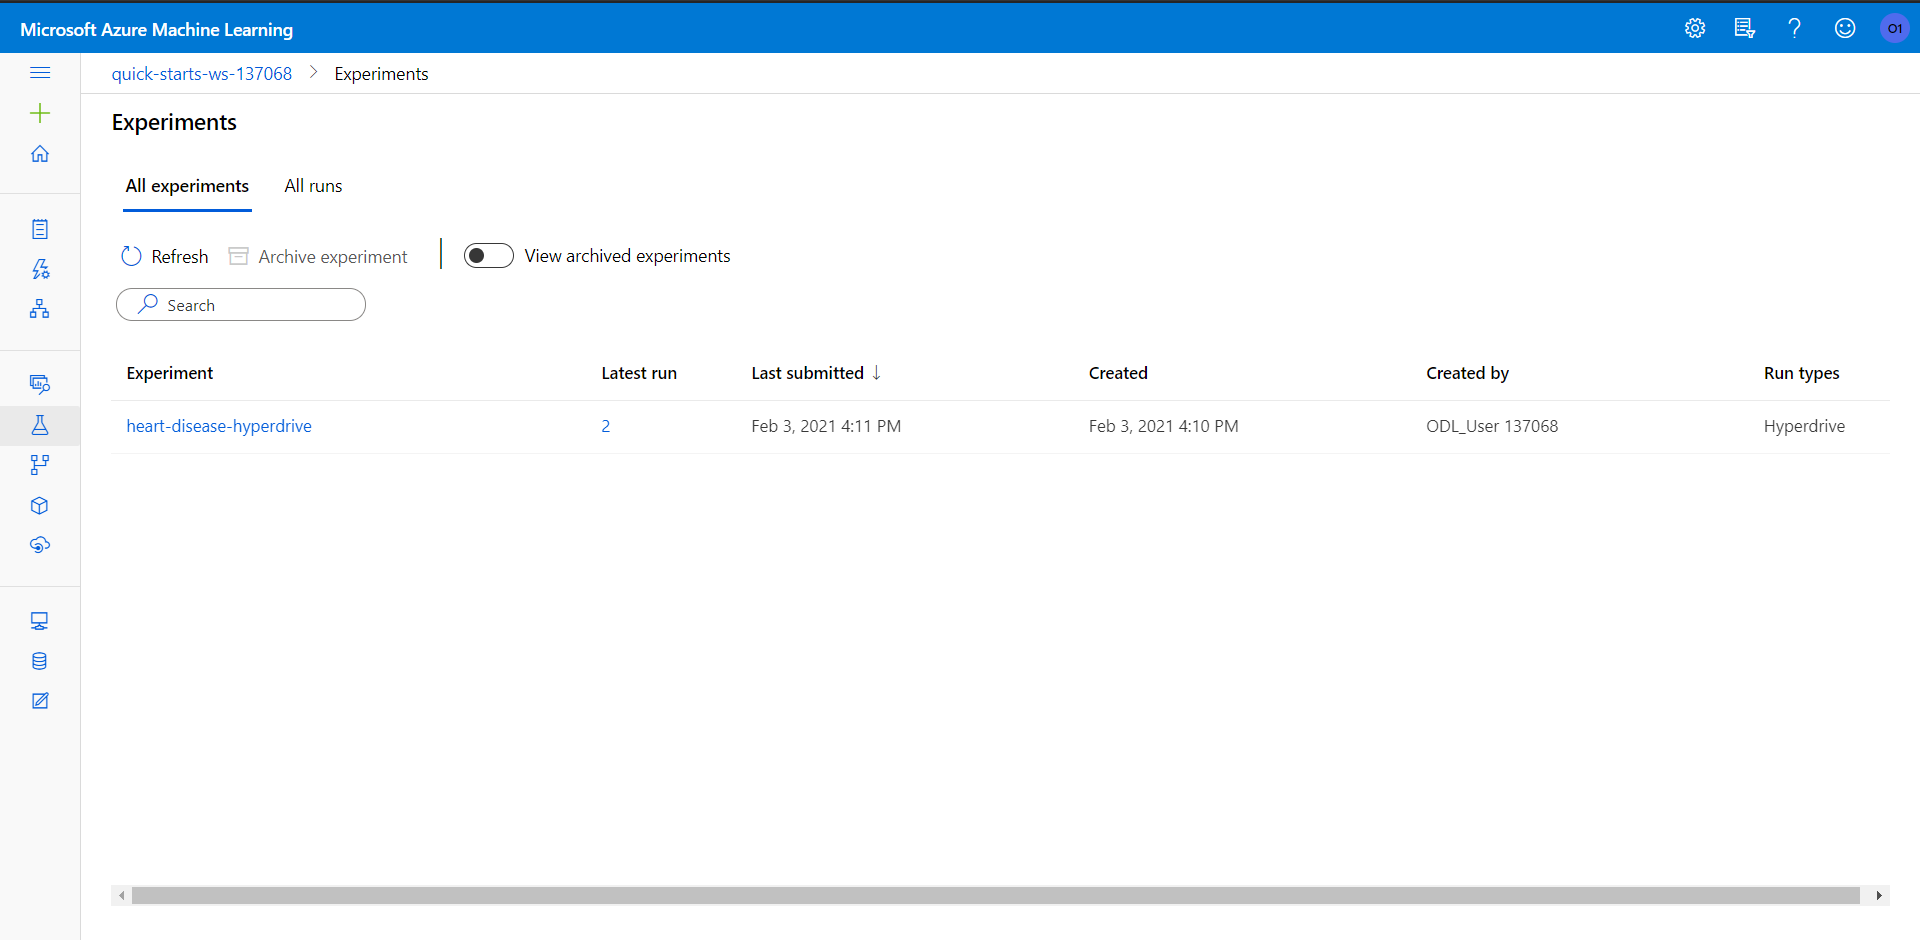 Microsoft Azure Machine Learning
O1
quick-starts-ws-137068 > Experiments
Experiments
All experiments All runs
Refresh Archive experiment View archived experiments
Search
Experiment Latest run Last submitted ↓ Created Created by Run types
heart-disease-hyperdrive 2 Feb 3, 2021 4:11 PM Feb 3, 2021 4:10 PM ODL_User 137068 Hyperdrive